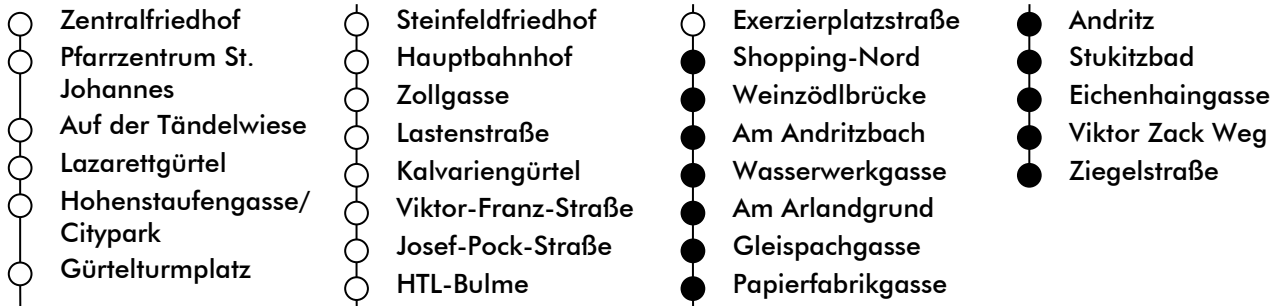 Zentralfriedhof
Pfarrzentrum St.
Johannes
Auf der Tändelwiese
Lazarettgürtel
Hohenstaufengasse/
Citypark
Gürtelturmplatz
Steinfeldfriedhof
Hauptbahnhof
Zollgasse
Lastenstraße
Kalvariengürtel
Viktor-Franz-Straße
Josef-Pock-Straße
HTL-Bulme
Exerzierplatzstraße
Shopping-Nord
Weinzödlbrücke
Am Andritzbach
Wasserwerkgasse
Am Arlandgrund
Gleispachgasse
Papierfabrikgasse
Andritz
Stukitzbad
Eichenhaingasse
Viktor Zack Weg
Ziegelstraße